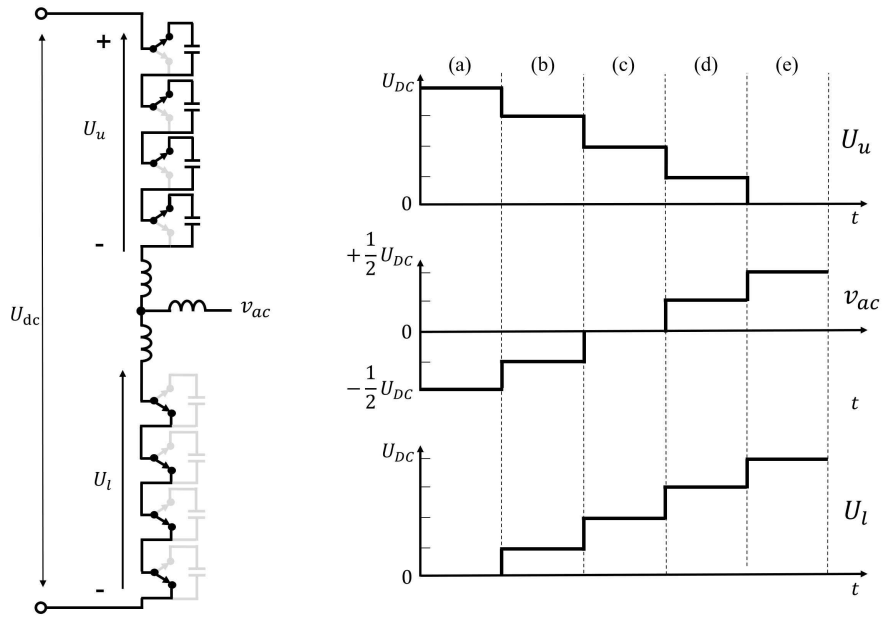 +
U_u
-
U_dc
v_ac
U_l
-
(a) (b) (c) (d) (e)
U_DC
U_u
0
t
+1/2 U_DC
v_ac
0
-1/2 U_DC
t
U_DC
U_l
0
t